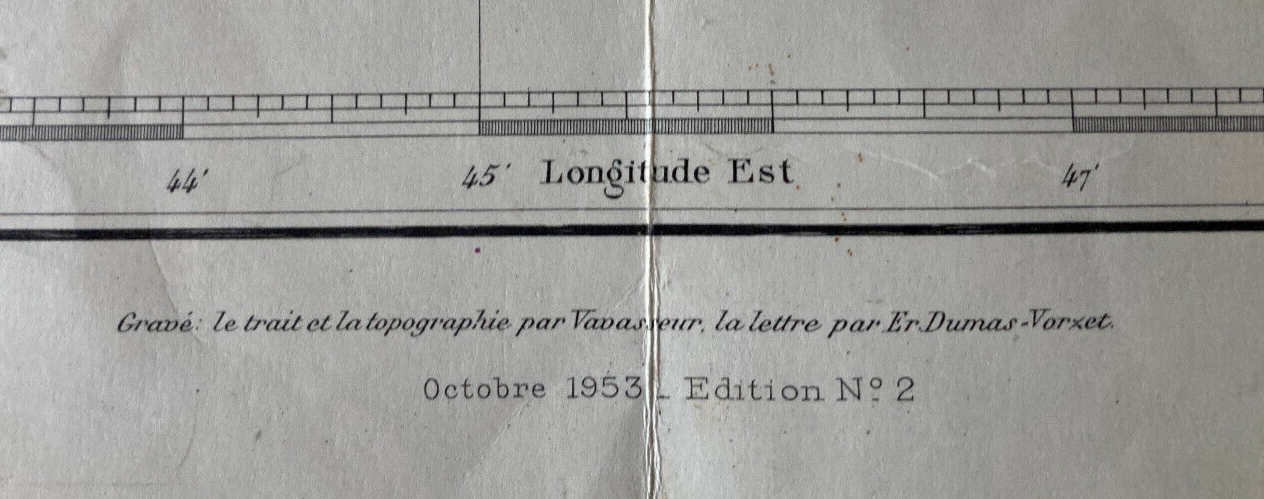 44' 45' Longitude Est 47'
Gravé: le trait et la topographie par Vavasseur, la lettre par Er. Dumas-Vorzet.
Octobre 1953 _ Edition Nº 2